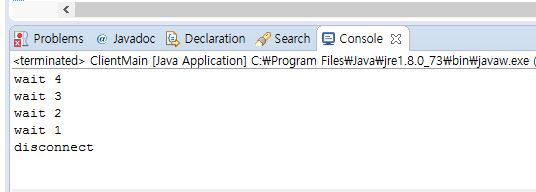 Problems @ Javadoc Declaration Search Console
<terminated> ClientMain [Java Application] C:₩Program Files₩Java₩jre1.8.0_73₩bin₩javaw.exe (
wait 4
wait 3
wait 2
wait 1
disconnect